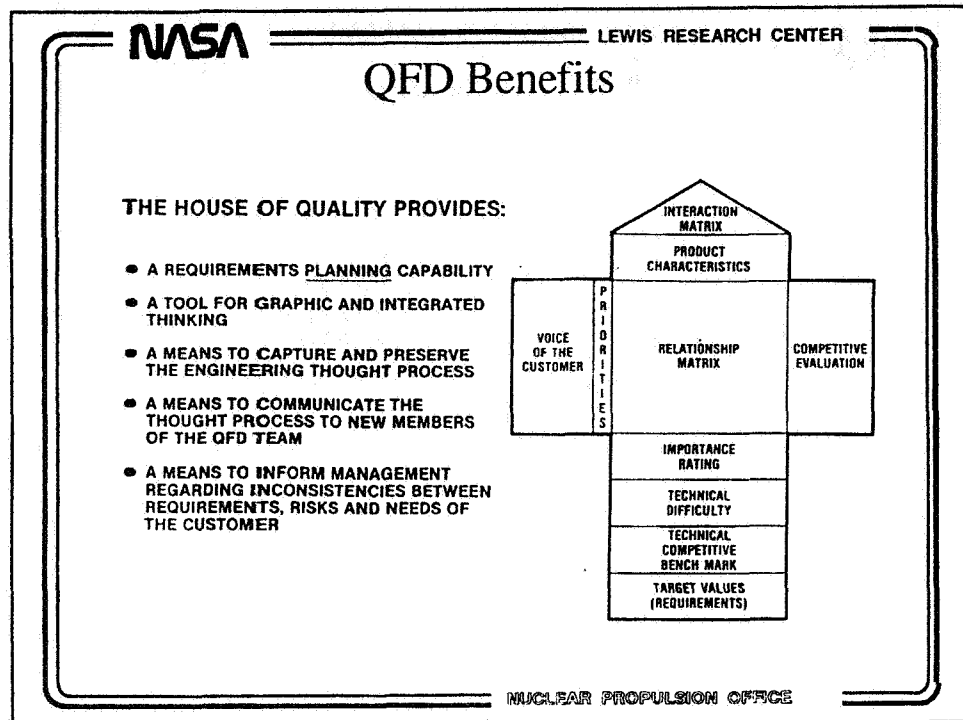 NASA
LEWIS RESEARCH CENTER
QFD Benefits
THE HOUSE OF QUALITY PROVIDES:
● A REQUIREMENTS PLANNING CAPABILITY
● A TOOL FOR GRAPHIC AND INTEGRATED
THINKING
● A MEANS TO CAPTURE AND PRESERVE
THE ENGINEERING THOUGHT PROCESS
● A MEANS TO COMMUNICATE THE
THOUGHT PROCESS TO NEW MEMBERS
OF THE QFD TEAM
● A MEANS TO INFORM MANAGEMENT
REGARDING INCONSISTENCIES BETWEEN
REQUIREMENTS, RISKS AND NEEDS OF
THE CUSTOMER
INTERACTION
MATRIX
PRODUCT
CHARACTERISTICS
VOICE
OF THE
CUSTOMER
PRIORITIES
RELATIONSHIP
MATRIX
COMPETITIVE
EVALUATION
IMPORTANCE
RATING
TECHNICAL
DIFFICULTY
TECHNICAL
COMPETITIVE
BENCH MARK
TARGET VALUES
(REQUIREMENTS)
NUCLEAR PROPULSION OFFICE